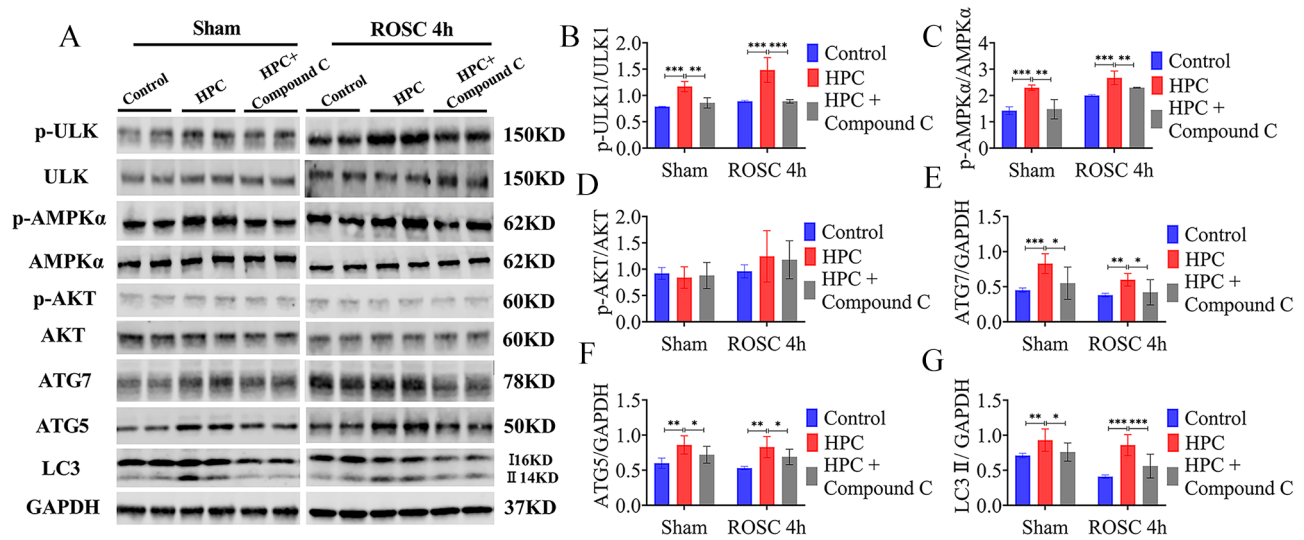 A
Sham
ROSC 4h
Control
HPC
HPC+
Compound C
Control
HPC
HPC+
Compound C
p-ULK
150KD
ULK
150KD
p-AMPKα
62KD
AMPKα
62KD
p-AKT
60KD
AKT
60KD
ATG7
78KD
ATG5
50KD
LC3
I16KD
II14KD
GAPDH
37KD
B
p-ULK1/ULK1
2.0
1.5
1.0
0.5
0.0
*** **
*** ***
Sham
ROSC 4h
Control
HPC
HPC +
Compound C
C
p-AMPKα/AMPKα
4
3
2
1
0
*** **
*** **
Sham
ROSC 4h
Control
HPC
HPC +
Compound C
D
p-AKT/AKT
2.0
1.5
1.0
0.5
0.0
Sham
ROSC 4h
Control
HPC
HPC +
Compound C
E
ATG7/GAPDH
1.5
1.0
0.5
0.0
*** *
** *
Sham
ROSC 4h
Control
HPC
HPC +
Compound C
F
ATG5/GAPDH
1.5
1.0
0.5
0.0
** *
** *
Sham
ROSC 4h
Control
HPC
HPC +
Compound C
G
LC3 II/ GAPDH
1.5
1.0
0.5
0.0
** *
*** ***
Sham
ROSC 4h
Control
HPC
HPC +
Compound C